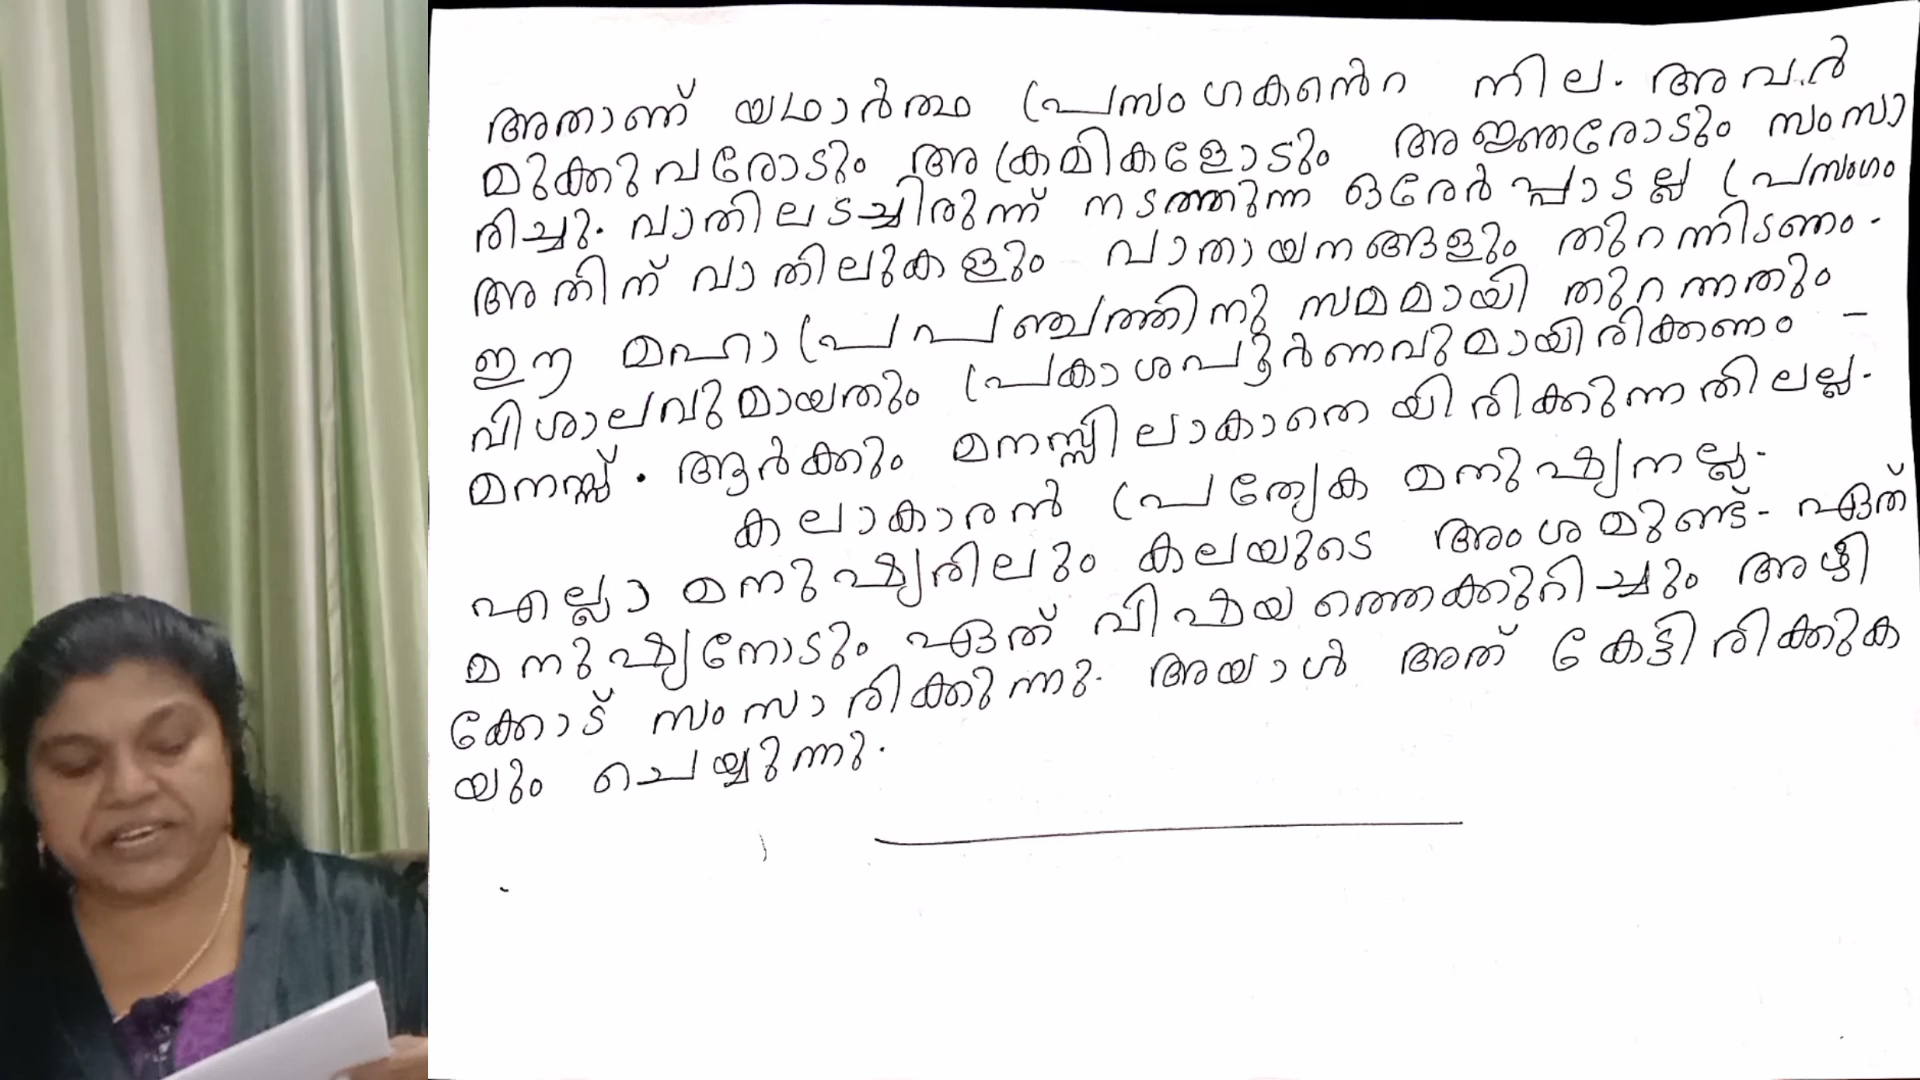 അതാണ് യഥാർത്ഥ പ്രസംഗകൻെറ നില. അവർ
മുക്കുവരോടും അക്രമികളോടും അജ്ഞരോടും സംസാ
രിച്ചു. വാതിലടച്ചിരുന്ന് നടത്തുന്ന ഒരേർപ്പാടല്ല പ്രസംഗം
അതിന് വാതിലുകളും വാതായനങ്ങളും തുറന്നിടണം.
ഈ മഹാപ്രപഞ്ചത്തിനു സമമായി തുറന്നതും
വിശാലവുമായതും പ്രകാശപൂർണവുമായിരിക്കണം -
മനസ്സ്. ആർക്കും മനസ്സിലാകാതെയിരിക്കുന്നതിലല്ല.
കലാകാരൻ പ്രത്യേക മനുഷ്യനല്ല.
എല്ലാ മനുഷ്യരിലും കലയുടെ അംശമുണ്ട്- ഏത്
മനുഷ്യനോടും ഏത് വിഷയത്തെക്കുറിച്ചും അഴീ
ക്കോട് സംസാരിക്കുന്നു. അയാൾ അത് കേട്ടിരിക്കുക
യും ചെയ്യുന്നു.